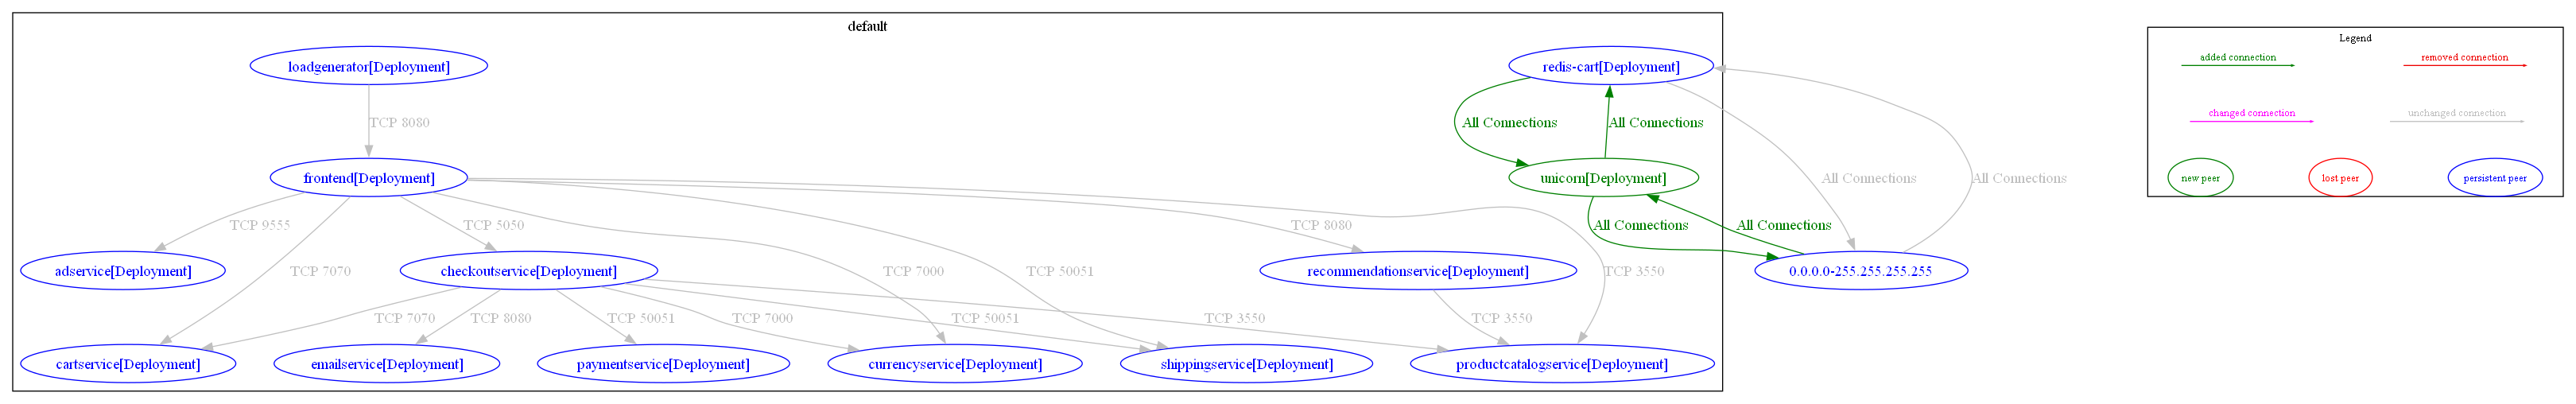 default
Legend
loadgenerator[Deployment]
redis-cart[Deployment]
added connection
removed connection
TCP 8080
All Connections
All Connections
changed connection
unchanged connection
frontend[Deployment]
unicorn[Deployment]
All Connections
All Connections
new peer
lost peer
persistent peer
TCP 9555
TCP 5050
TCP 8080
All Connections
All Connections
adservice[Deployment]
TCP 7070
checkoutservice[Deployment]
TCP 7000
TCP 50051
recommendationservice[Deployment]
TCP 3550
0.0.0.0-255.255.255.255
TCP 7070
TCP 8080
TCP 50051
TCP 7000
TCP 50051
TCP 3550
TCP 3550
cartservice[Deployment]
emailservice[Deployment]
paymentservice[Deployment]
currencyservice[Deployment]
shippingservice[Deployment]
productcatalogservice[Deployment]